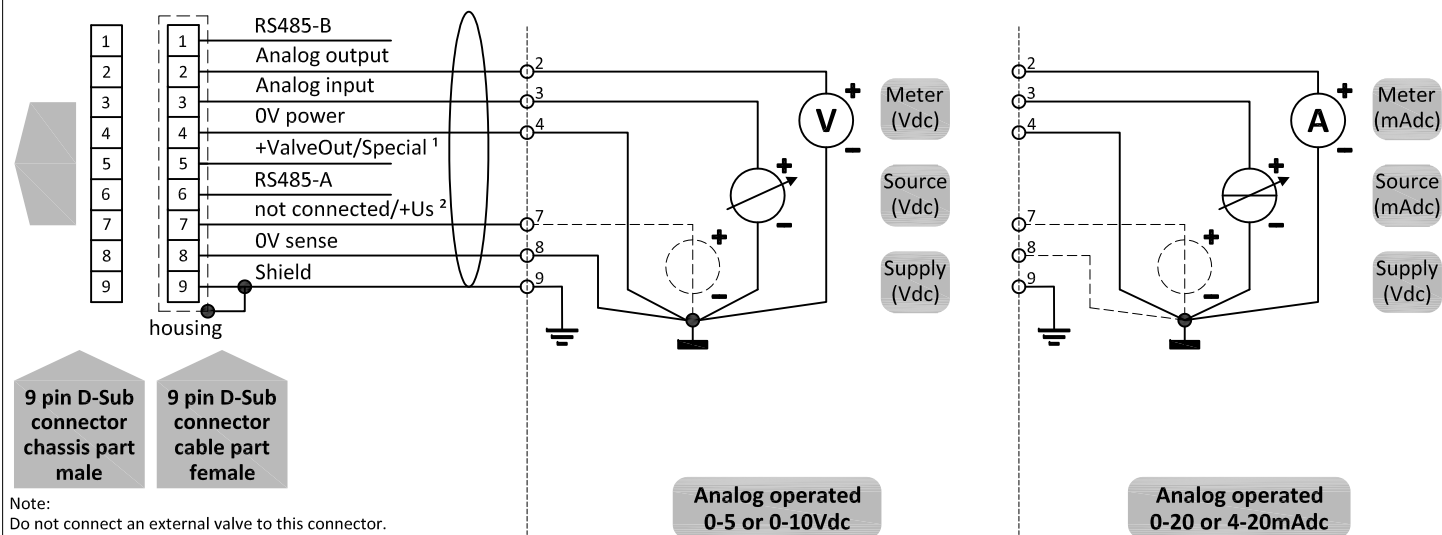 1
2
3
4
5
6
7
8
9
1
2
3
4
5
6
7
8
9
housing
RS485-B
Analog output
Analog input
0V power
+ValveOut/Special ¹
RS485-A
not connected/+Us ²
0V sense
Shield
2
3
4
7
8
9
V
+
−
+
−
+
−
Meter
(Vdc)
Source
(Vdc)
Supply
(Vdc)
2
3
4
7
8
9
A
+
−
+
−
+
−
Meter
(mAdc)
Source
(mAdc)
Supply
(Vdc)
9 pin D-Sub
connector
chassis part
male
9 pin D-Sub
connector
cable part
female
Note:
Do not connect an external valve to this connector.
Analog operated
0-5 or 0-10Vdc
Analog operated
0-20 or 4-20mAdc